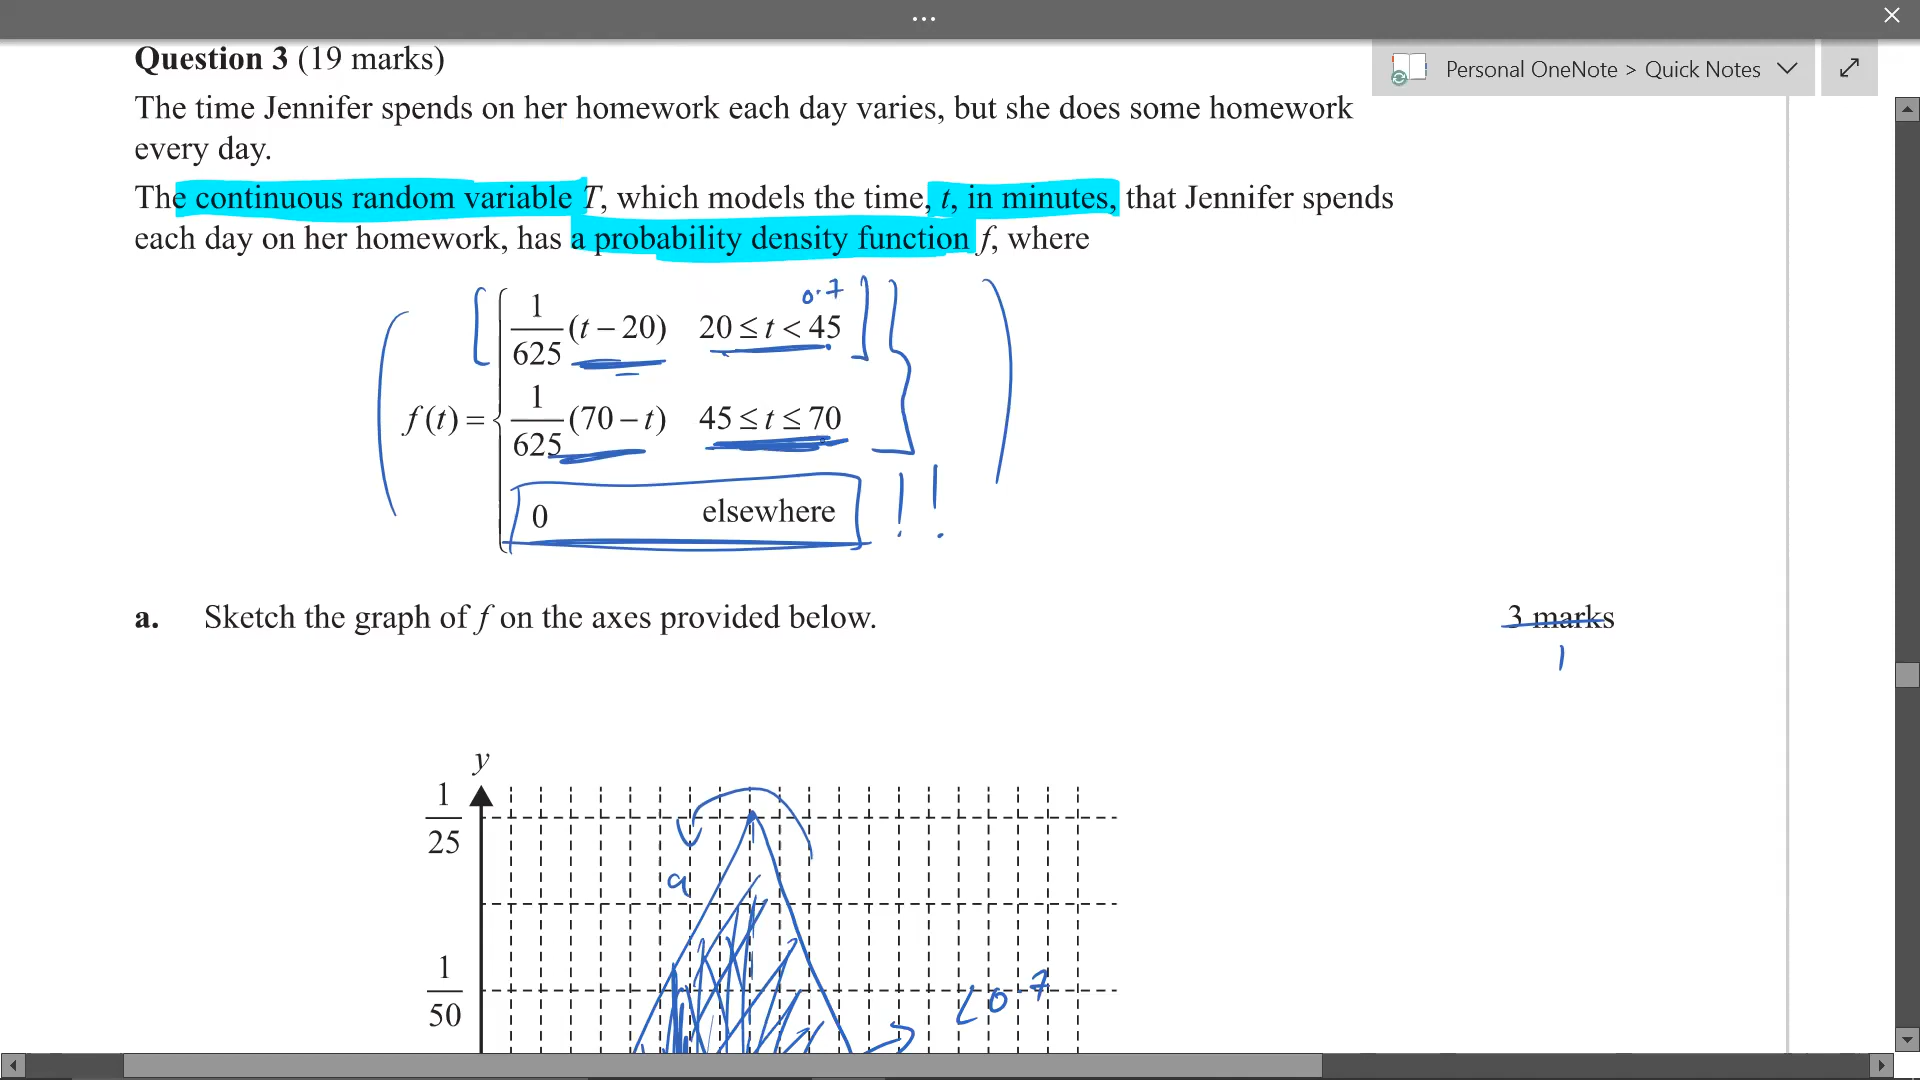 Question 3 (19 marks)
Personal OneNote > Quick Notes
The time Jennifer spends on her homework each day varies, but she does some homework
every day.
The continuous random variable T, which models the time, t, in minutes, that Jennifer spends
each day on her homework, has a probability density function f, where
0.7
f(t) = { 1/625 (t − 20) 20 ≤ t < 45
1/625 (70 − t) 45 ≤ t ≤ 70
0 elsewhere
!!
a. Sketch the graph of f on the axes provided below. 3 marks
1
y
1/25
a
1/50
<0.7